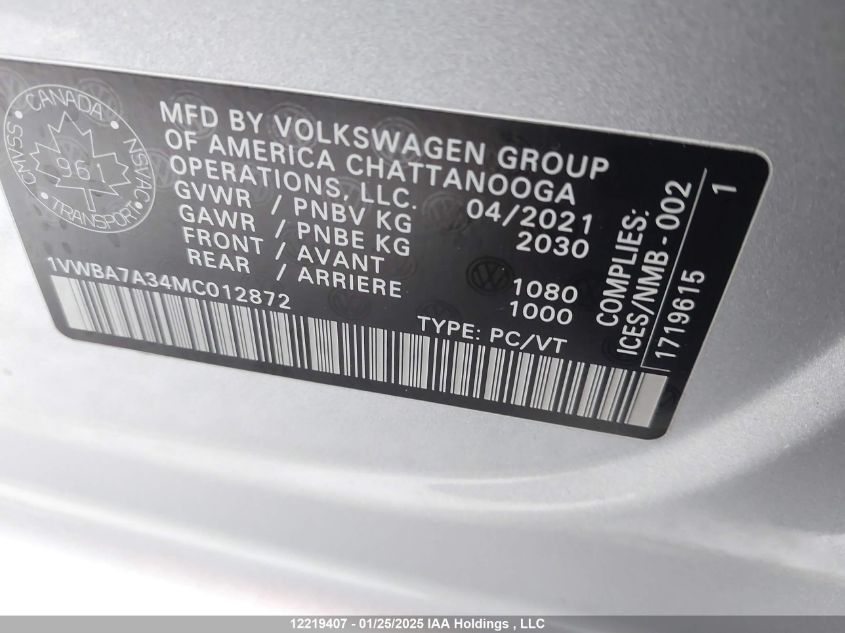 CANADA
CMVSS
NSVAC
961
TRANSPORT
MFD BY VOLKSWAGEN GROUP
OF AMERICA CHATTANOOGA
OPERATIONS, LLC. 04/2021
GVWR / PNBV KG 2030
GAWR / PNBE KG
FRONT / AVANT 1080
REAR / ARRIERE 1000
1VWBA7A34MC012872
TYPE: PC/VT
COMPLIES:
ICES/NMB-002
1719615 1
12219407 - 01/25/2025 IAA Holdings , LLC